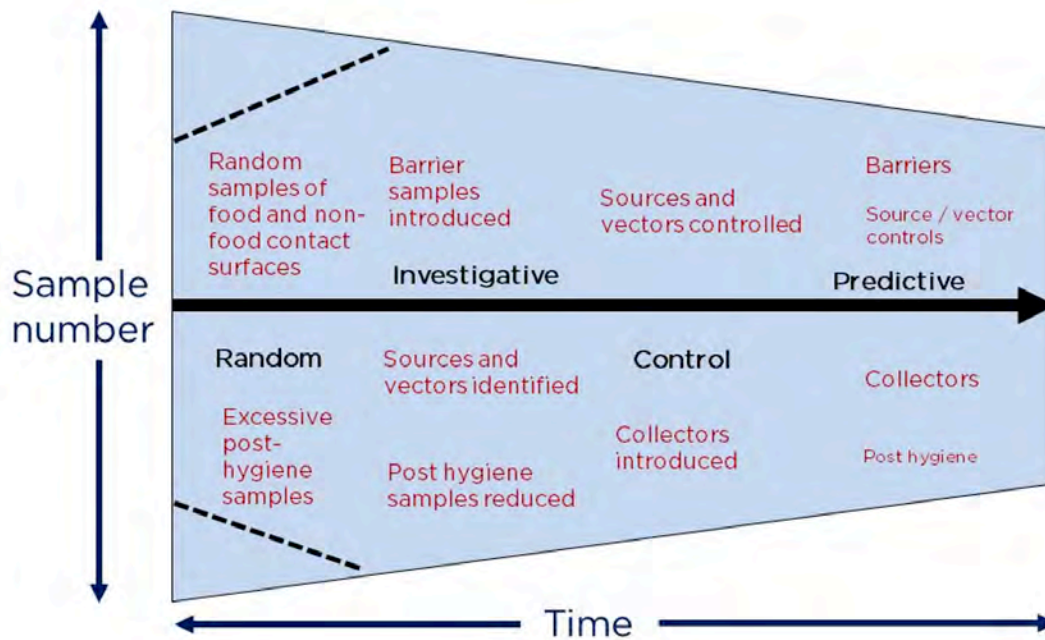 Random
samples of
food and non-
food contact
surfaces
Barrier
samples
introduced
Sources and
vectors controlled
Barriers
Source / vector
controls
Investigative
Predictive
Sample
number
Random
Sources and
vectors identified
Control
Collectors
Excessive
post-
hygiene
samples
Post hygiene
samples reduced
Collectors
introduced
Post hygiene
Time